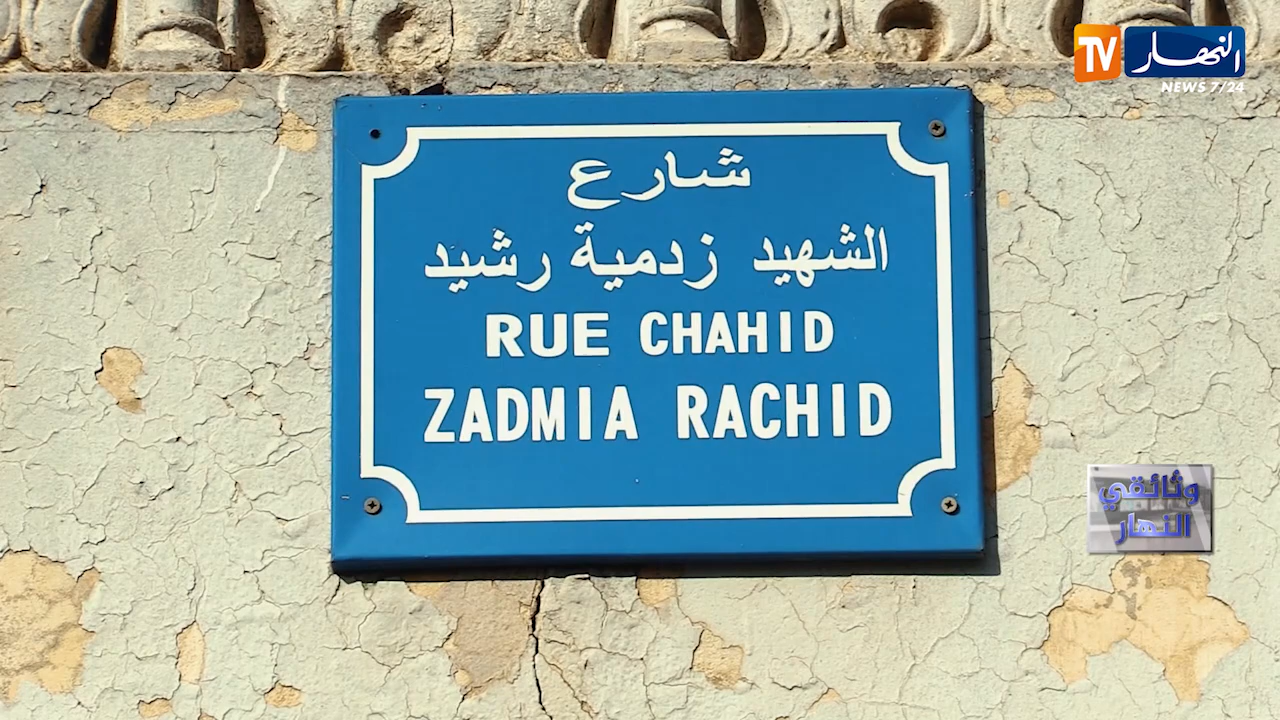 TV النهار
NEWS 7/24
شارع
الشهيد زدمية رشيد
RUE CHAHID
ZADMIA RACHID
وثائقي
النهار